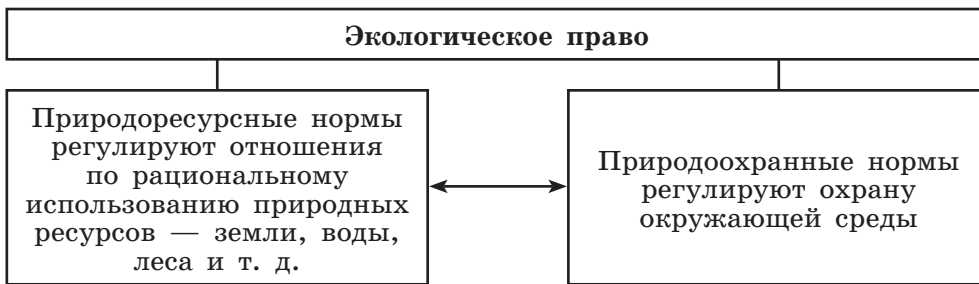 Экологическое право
Природоресурсные нормы
регулируют отношения
по рациональному
использованию природных
ресурсов — земли, воды,
леса и т. д.
Природоохранные нормы
регулируют охрану
окружающей среды